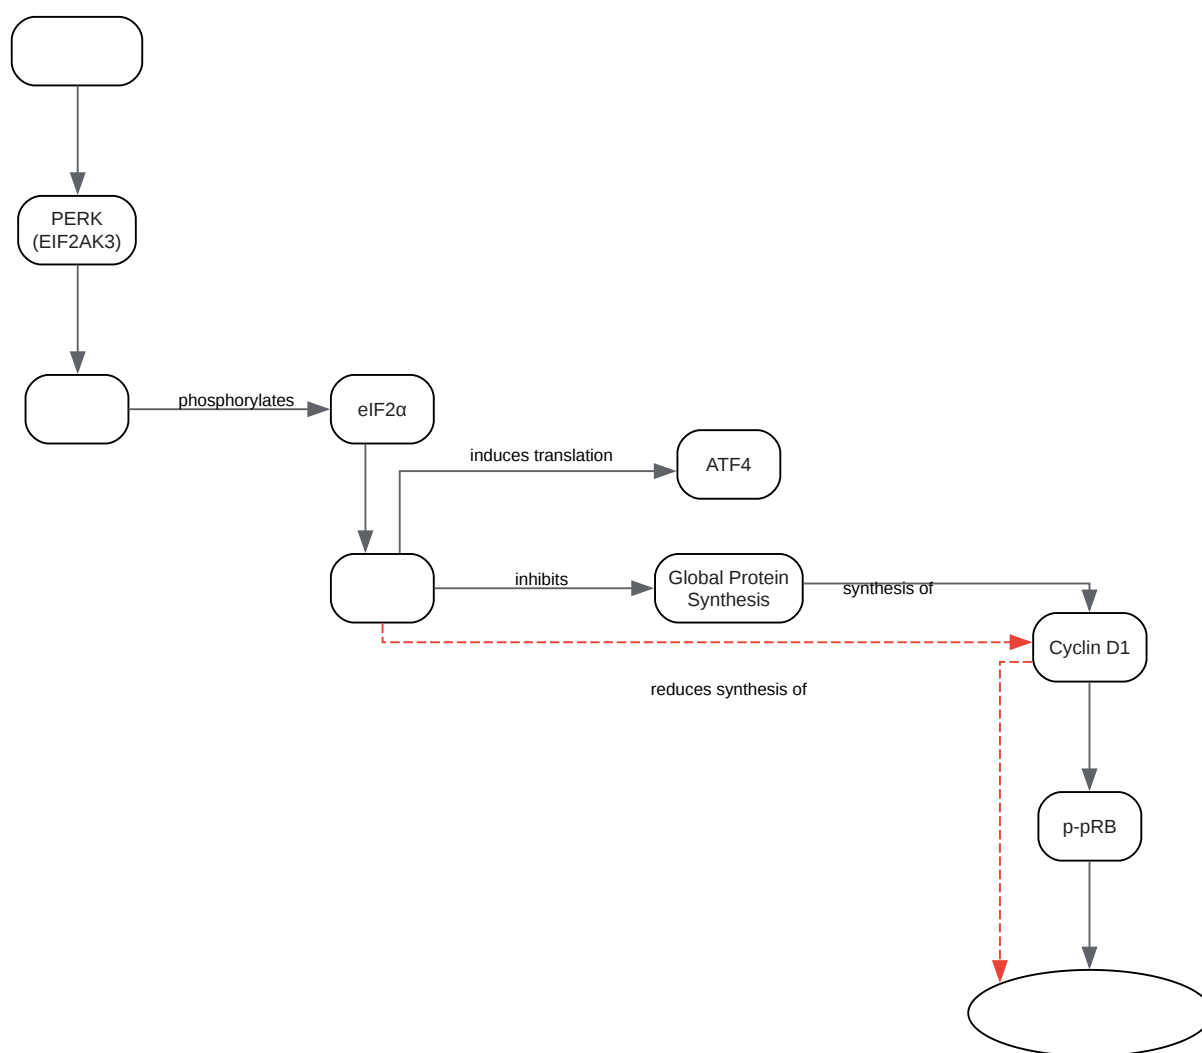 PERK
(EIF2AK3)
phosphorylates
eIF2α
induces translation
ATF4
inhibits
Global Protein
Synthesis
synthesis of
Cyclin D1
reduces synthesis of
p-pRB